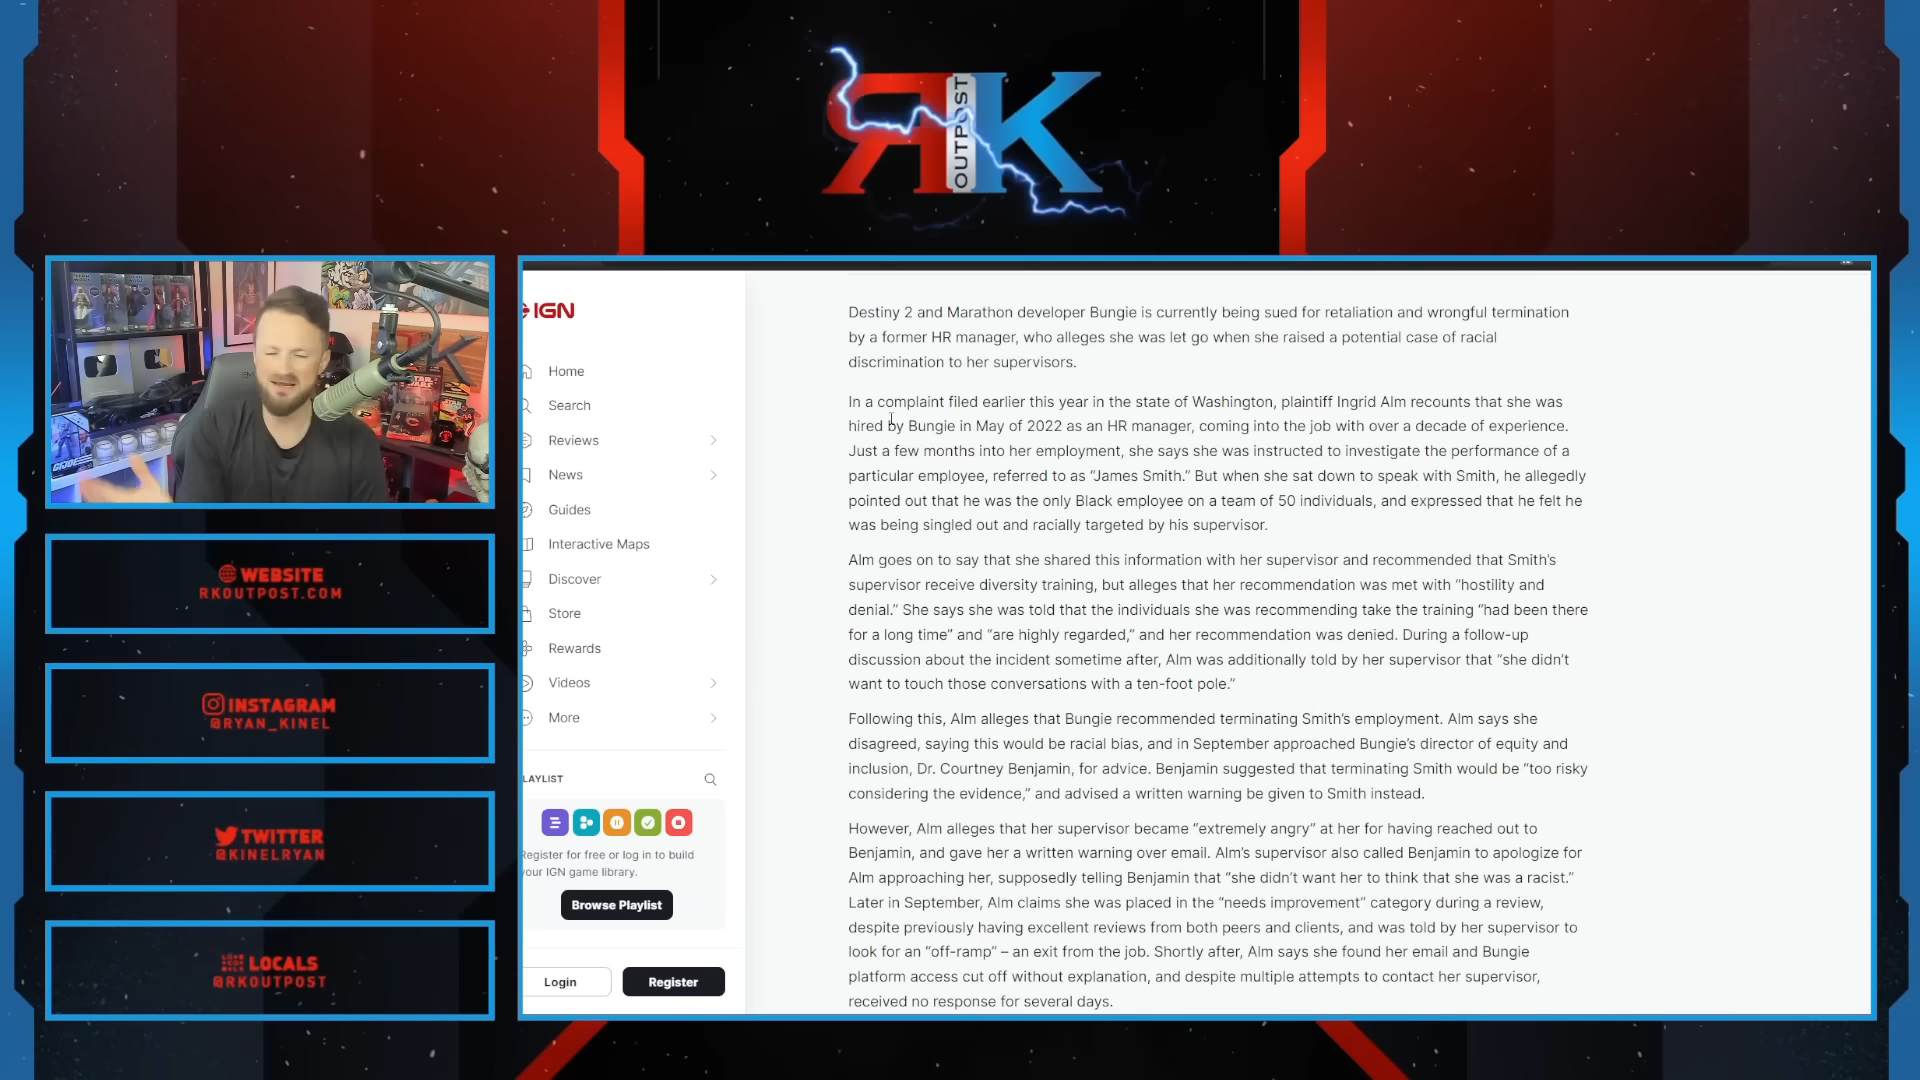 RK
OUTPOST
WEBSITE
RKOUTPOST.COM
INSTAGRAM
@RYAN_KINEL
TWITTER
@KINELRYAN
LOCALS
@RKOUTPOST
IGN
Home
Search
Reviews
News
Guides
Interactive Maps
Discover
Store
Rewards
Videos
More
LAYLIST
Register for free or log in to build
your IGN game library.
Browse Playlist
Login
Register
Destiny 2 and Marathon developer Bungie is currently being sued for retaliation and wrongful termination
by a former HR manager, who alleges she was let go when she raised a potential case of racial
discrimination to her supervisors.
In a complaint filed earlier this year in the state of Washington, plaintiff Ingrid Alm recounts that she was
hired by Bungie in May of 2022 as an HR manager, coming into the job with over a decade of experience.
Just a few months into her employment, she says she was instructed to investigate the performance of a
particular employee, referred to as “James Smith.” But when she sat down to speak with Smith, he allegedly
pointed out that he was the only Black employee on a team of 50 individuals, and expressed that he felt he
was being singled out and racially targeted by his supervisor.
Alm goes on to say that she shared this information with her supervisor and recommended that Smith’s
supervisor receive diversity training, but alleges that her recommendation was met with “hostility and
denial.” She says she was told that the individuals she was recommending take the training “had been there
for a long time” and “are highly regarded,” and her recommendation was denied. During a follow-up
discussion about the incident sometime after, Alm was additionally told by her supervisor that “she didn’t
want to touch those conversations with a ten-foot pole.”
Following this, Alm alleges that Bungie recommended terminating Smith’s employment. Alm says she
disagreed, saying this would be racial bias, and in September approached Bungie’s director of equity and
inclusion, Dr. Courtney Benjamin, for advice. Benjamin suggested that terminating Smith would be “too risky
considering the evidence,” and advised a written warning be given to Smith instead.
However, Alm alleges that her supervisor became “extremely angry” at her for having reached out to
Benjamin, and gave her a written warning over email. Alm’s supervisor also called Benjamin to apologize for
Alm approaching her, supposedly telling Benjamin that “she didn’t want her to think that she was a racist.”
Later in September, Alm claims she was placed in the “needs improvement” category during a review,
despite previously having excellent reviews from both peers and clients, and was told by her supervisor to
look for an “off-ramp” – an exit from the job. Shortly after, Alm says she found her email and Bungie
platform access cut off without explanation, and despite multiple attempts to contact her supervisor,
received no response for several days.